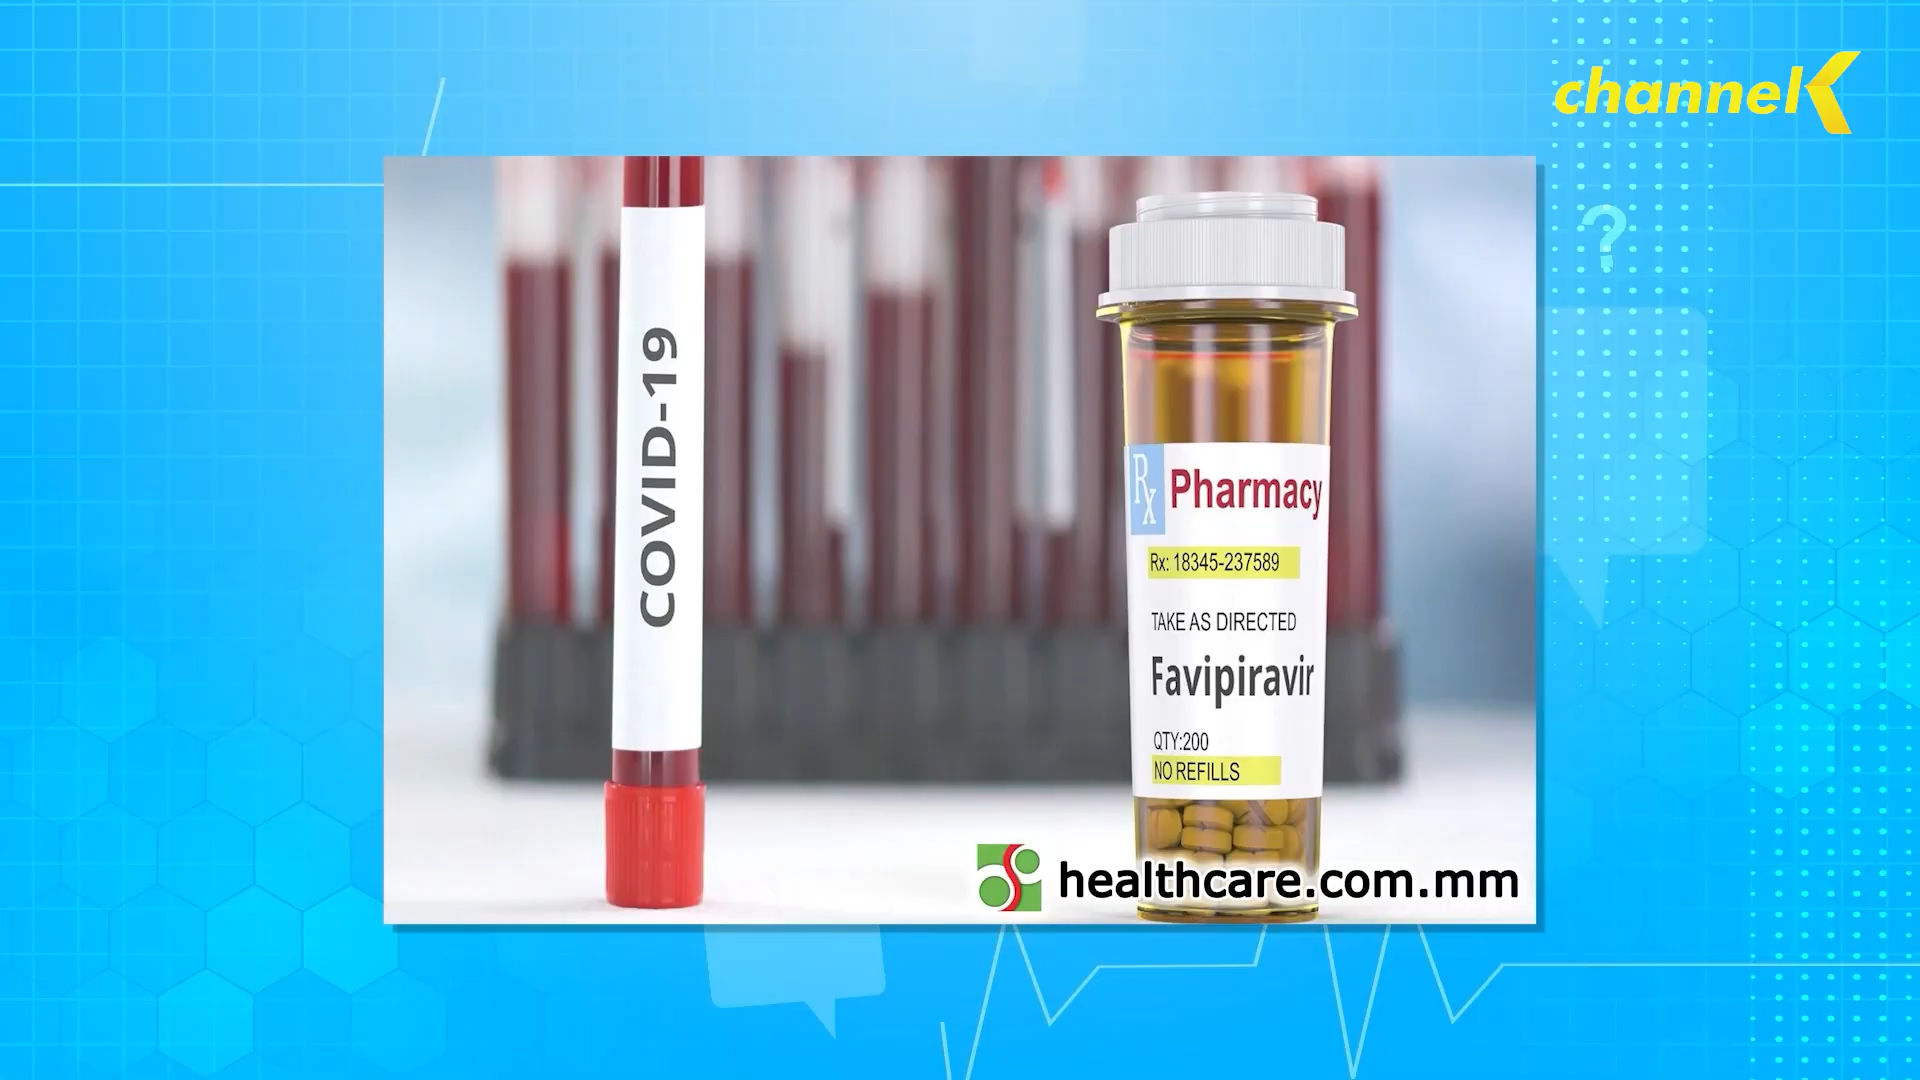 channelK
COVID-19
Rx Pharmacy
Rx: 18345-237589
TAKE AS DIRECTED
Favipiravir
QTY:200
NO REFILLS
healthcare.com.mm
?